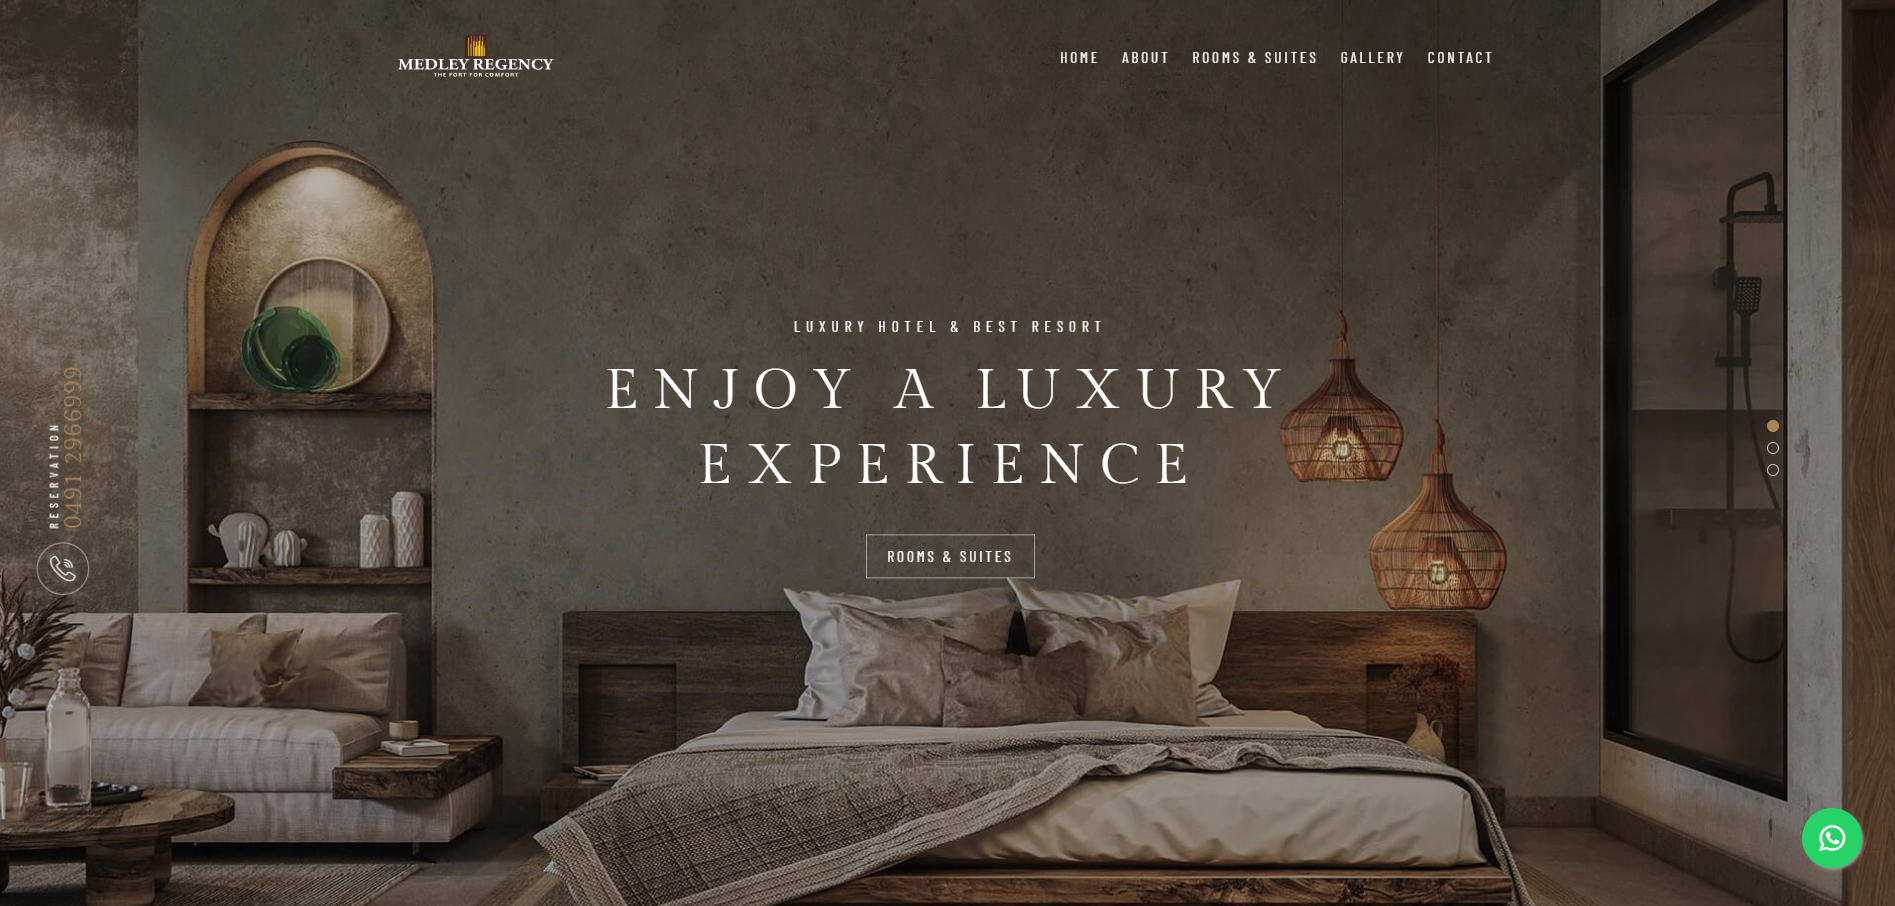 MEDLEY REGENCY
THE FORT FOR COMFORT
HOME ABOUT ROOMS & SUITES GALLERY CONTACT
LUXURY HOTEL & BEST RESORT
ENJOY A LUXURY
EXPERIENCE
ROOMS & SUITES
RESERVATION
0491 2966999